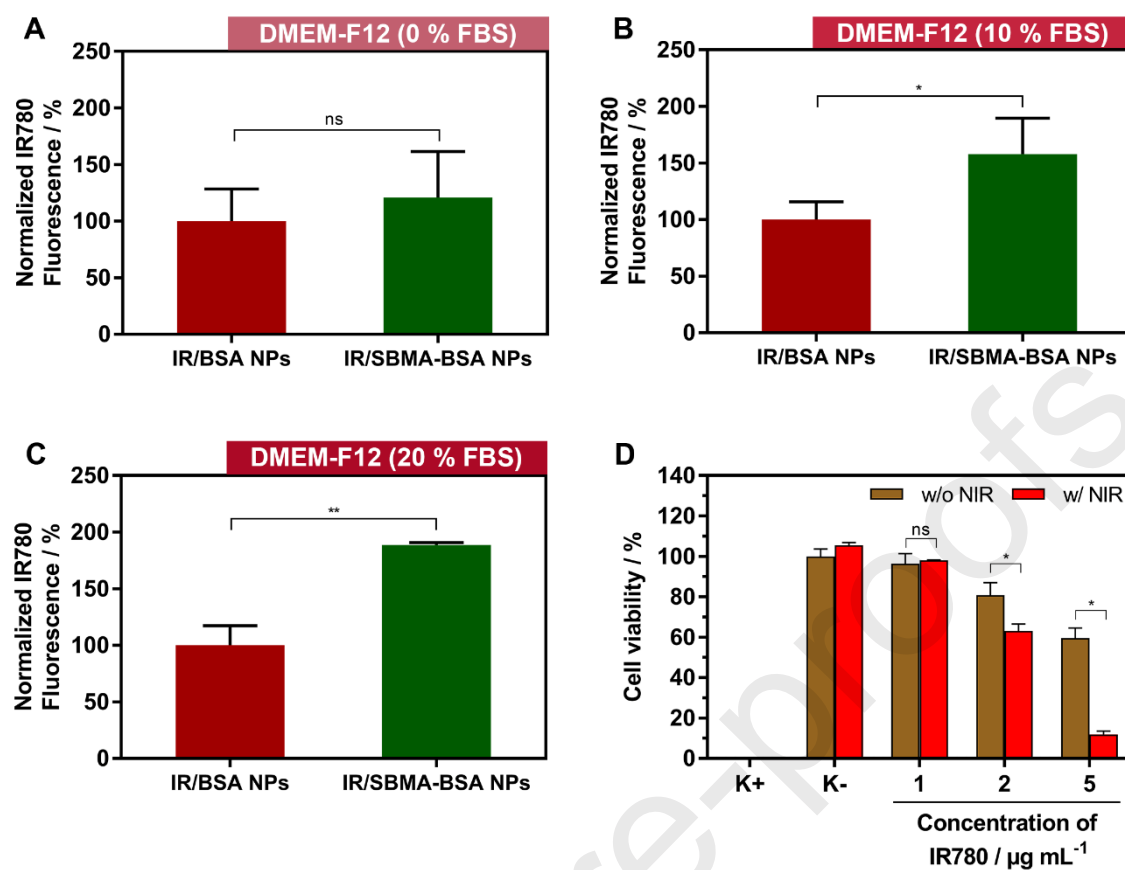 A
DMEM-F12 (0 % FBS)
Normalized IR780
Fluorescence / %
250
200
150
100
50
0
ns
IR/BSA NPs
IR/SBMA-BSA NPs
B
DMEM-F12 (10 % FBS)
Normalized IR780
Fluorescence / %
250
200
150
100
50
0
*
IR/BSA NPs
IR/SBMA-BSA NPs
C
DMEM-F12 (20 % FBS)
Normalized IR780
Fluorescence / %
250
200
150
100
50
0
**
IR/BSA NPs
IR/SBMA-BSA NPs
D
Cell viability / %
140
120
100
80
60
40
20
0
w/o NIR
w/ NIR
ns
*
*
K+
K-
1
2
5
Concentration of
IR780 / µg mL⁻¹
e-proofs